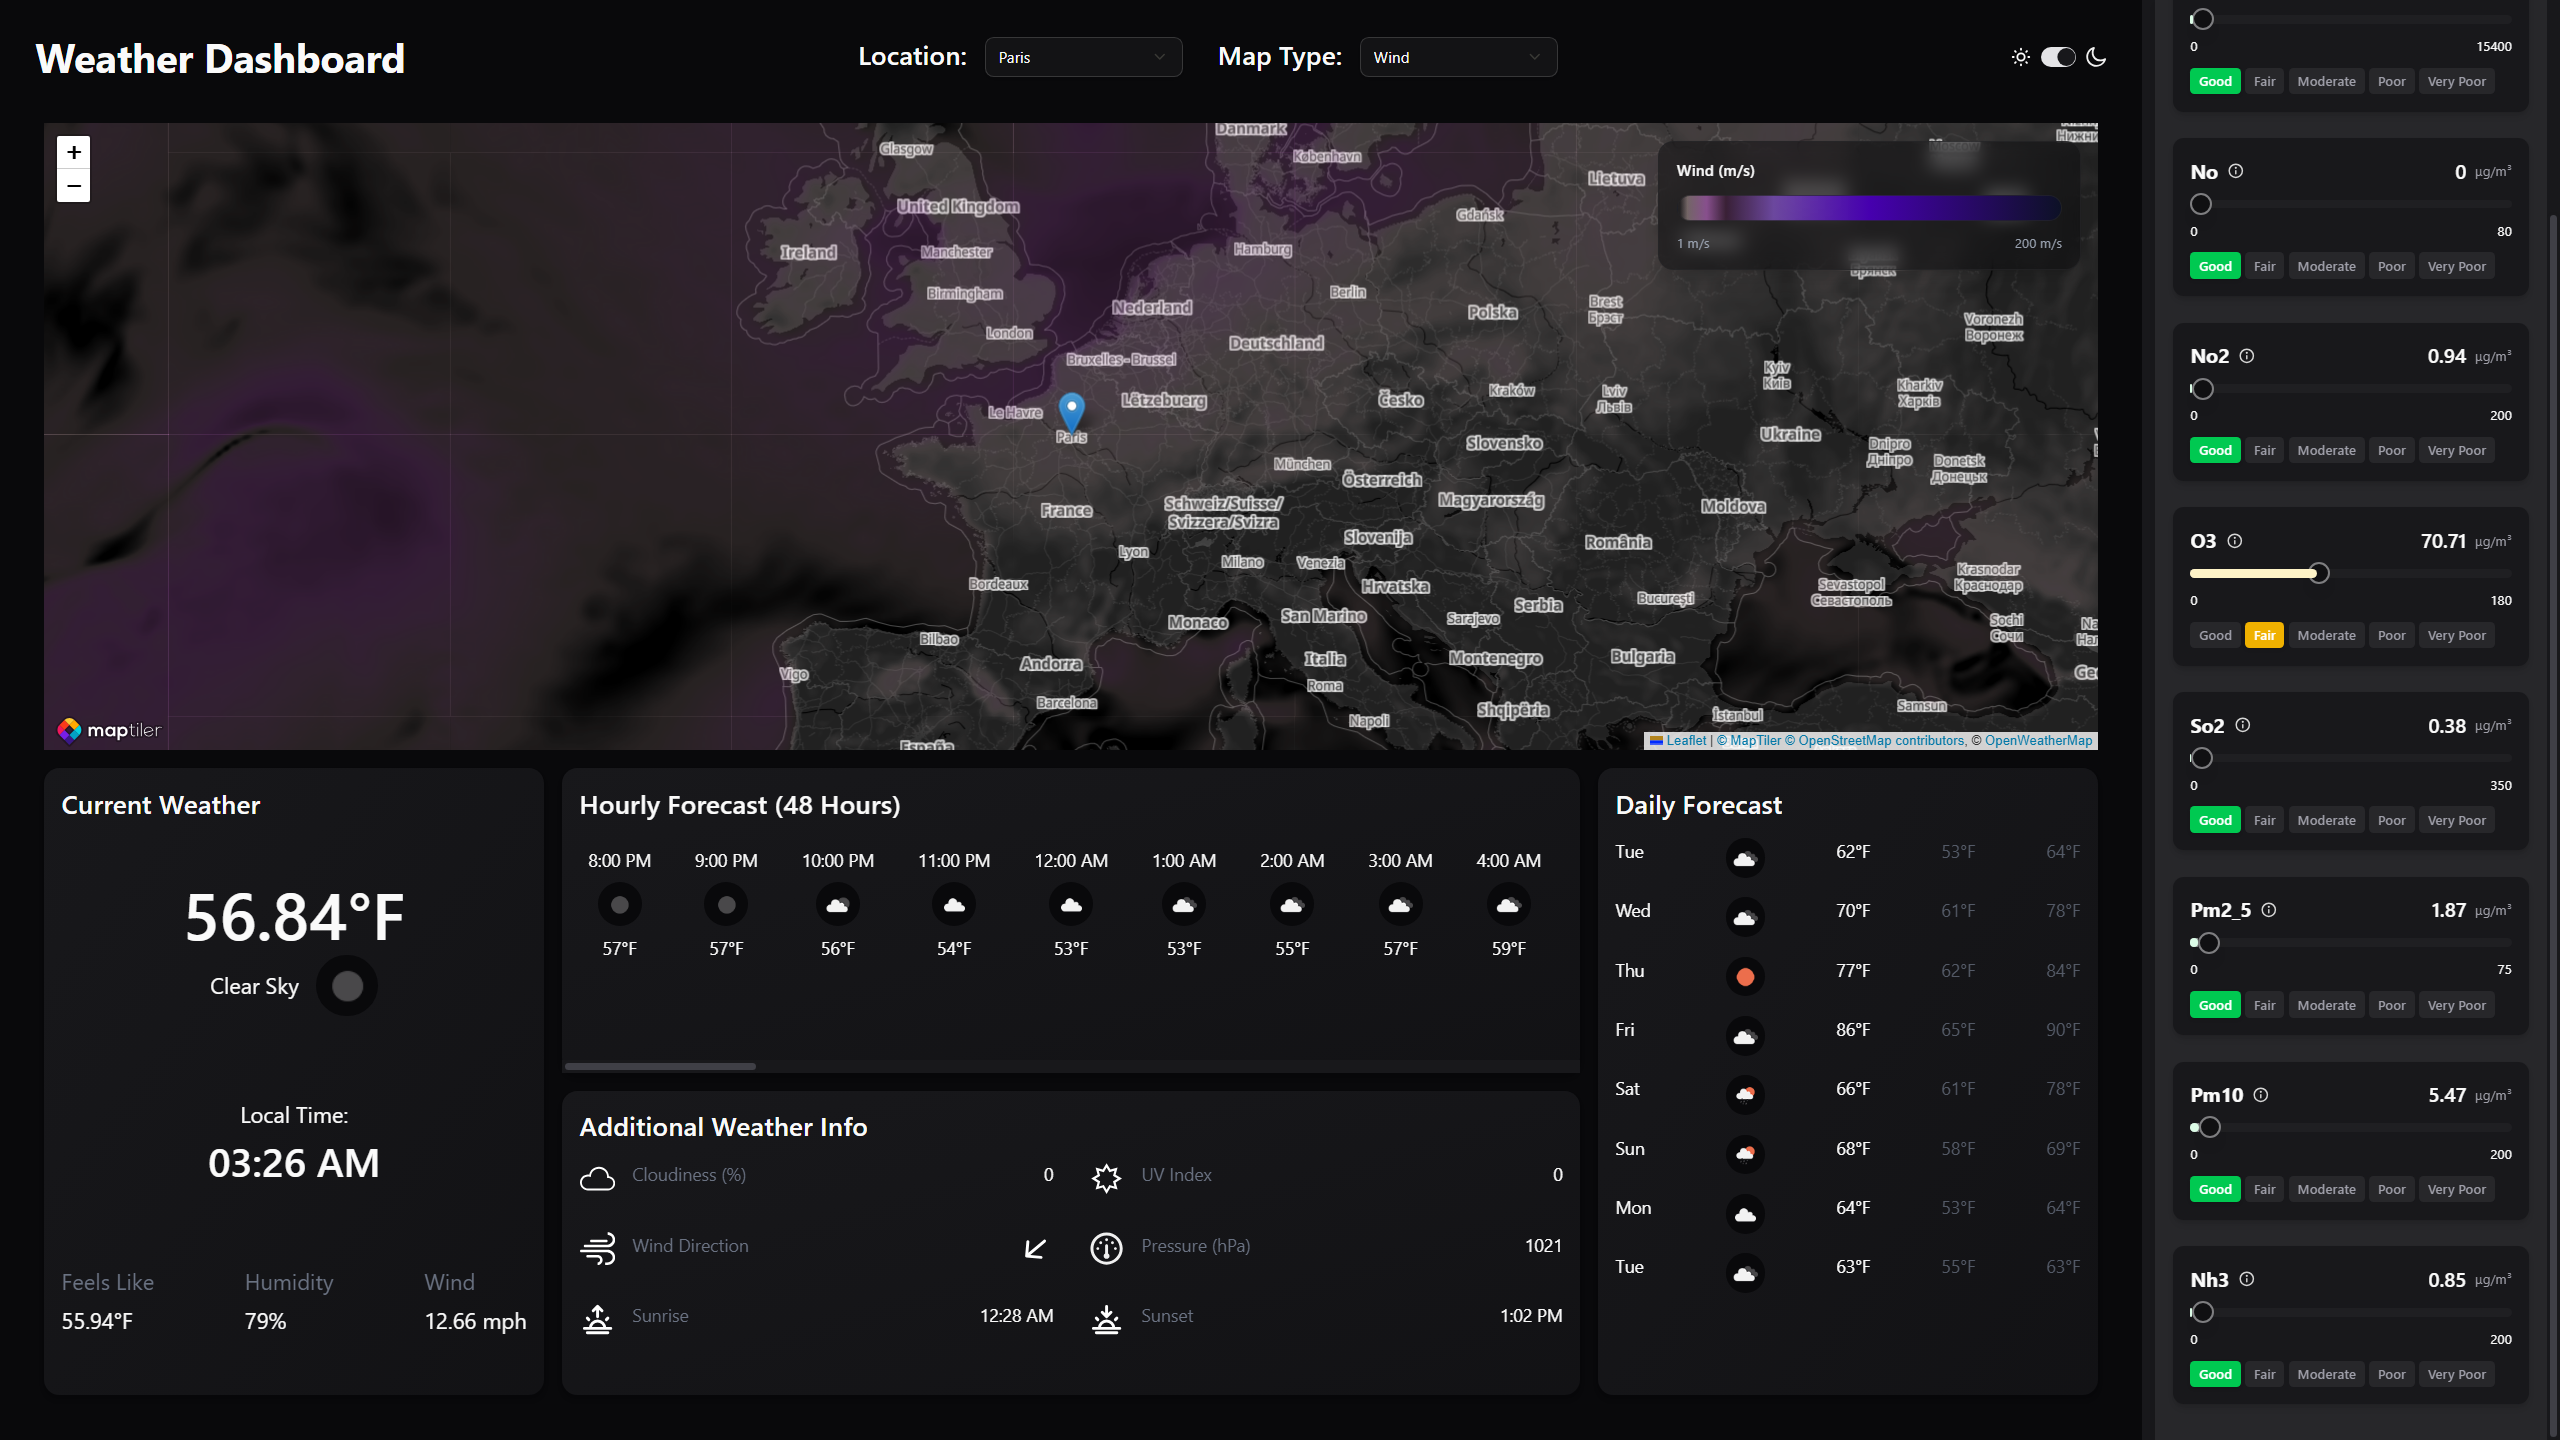 Weather Dashboard
Location:
Paris
Map Type:
Wind
+
−
Glasgow
Danmark
København
United Kingdom
Ireland
Manchester
Birmingham
London
Hamburg
Nederland
Berlin
Deutschland
Bruxelles - Brussel
Lëtzebuerg
Le Havre
Paris
Lietuva
Gdańsk
Polska
Brest
Брэст
Česko
Kraków
Lviv
Львів
Kyiv
Київ
Kharkiv
Харків
Voronezh
Воронеж
Slovensko
Ukraine
Dnipro
Дніпро
Donetsk
Донецьк
München
Österreich
Magyarország
Moldova
France
Schweiz/Suisse/
Svizzera/Svizra
Slovenija
România
Lyon
Milano
Venezia
Bordeaux
Hrvatska
Monaco
San Marino
Sarajevo
Serbia
București
Sevastopol
Севастополь
Krasnodar
Краснодар
Sochi
Сочи
Bilbao
Andorra
Italia
Montenegro
Bulgaria
Vigo
Barcelona
Roma
Napoli
Shqipëria
İstanbul
Samsun
España
Брянск
Wind (m/s)
1 m/s
200 m/s
maptiler
Leaflet | © MapTiler © OpenStreetMap contributors, © OpenWeatherMap
Current Weather
56.84°F
Clear Sky
Local Time:
03:26 AM
Feels Like
Humidity
Wind
55.94°F
79%
12.66 mph
Hourly Forecast (48 Hours)
8:00 PM 9:00 PM 10:00 PM 11:00 PM 12:00 AM 1:00 AM 2:00 AM 3:00 AM 4:00 AM
57°F 57°F 56°F 54°F 53°F 53°F 55°F 57°F 59°F
Additional Weather Info
Cloudiness (%) 0
UV Index 0
Wind Direction
Pressure (hPa) 1021
Sunrise 12:28 AM
Sunset 1:02 PM
Daily Forecast
Tue 62°F 53°F 64°F
Wed 70°F 61°F 78°F
Thu 77°F 62°F 84°F
Fri 86°F 65°F 90°F
Sat 66°F 61°F 78°F
Sun 68°F 58°F 69°F
Mon 64°F 53°F 64°F
Tue 63°F 55°F 63°F
0 15400
Good Fair Moderate Poor Very Poor
No 0 µg/m³
0 80
Good Fair Moderate Poor Very Poor
No2 0.94 µg/m³
0 200
Good Fair Moderate Poor Very Poor
O3 70.71 µg/m³
0 180
Good Fair Moderate Poor Very Poor
So2 0.38 µg/m³
0 350
Good Fair Moderate Poor Very Poor
Pm2_5 1.87 µg/m³
0 75
Good Fair Moderate Poor Very Poor
Pm10 5.47 µg/m³
0 200
Good Fair Moderate Poor Very Poor
Nh3 0.85 µg/m³
0 200
Good Fair Moderate Poor Very Poor